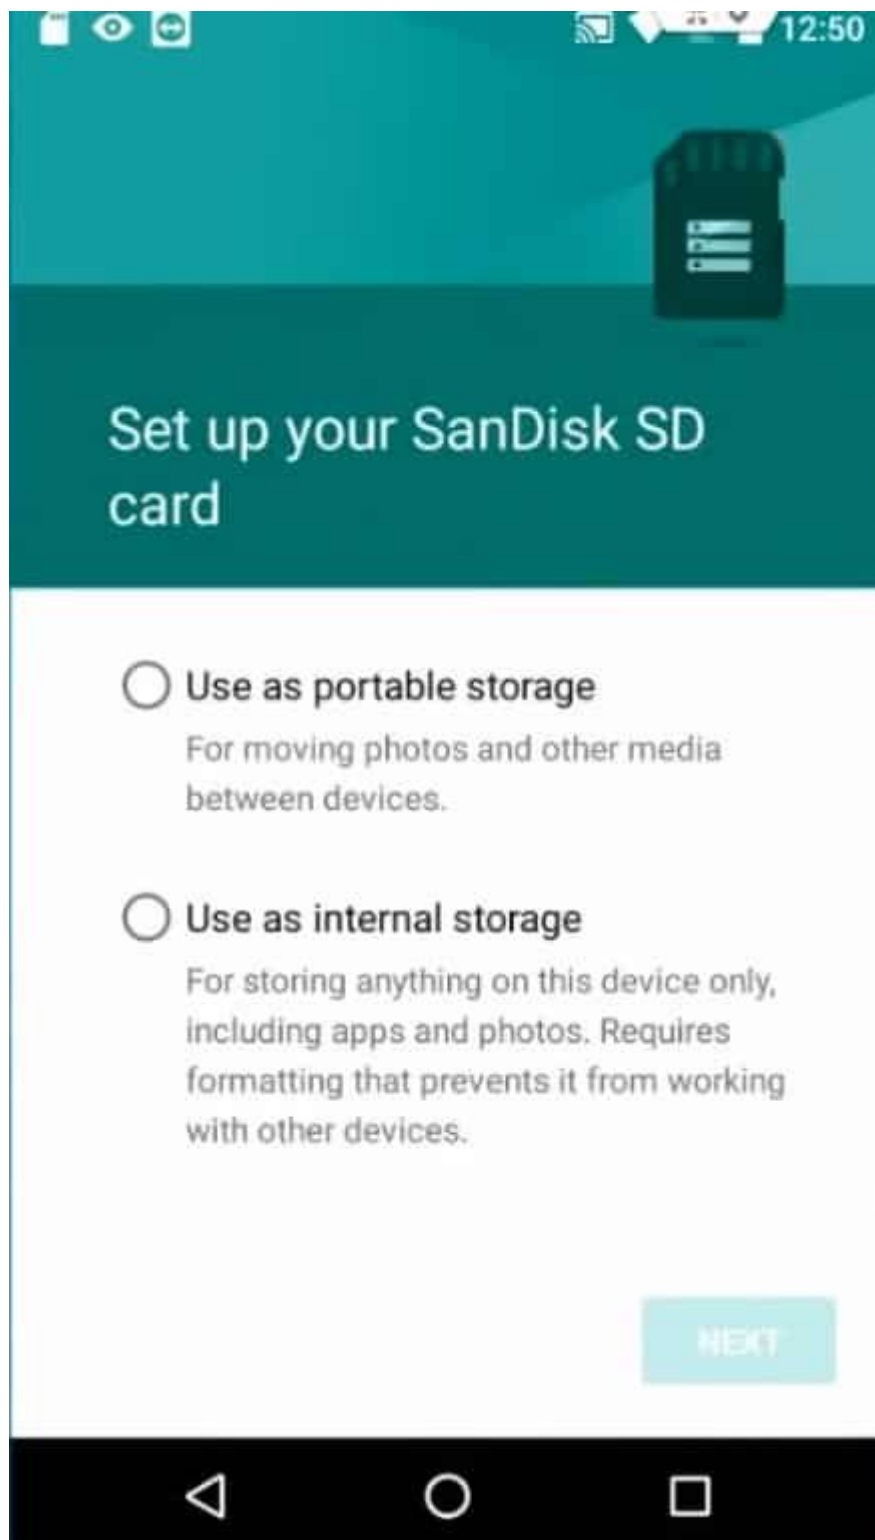 12:50
Set up your SanDisk SD
card
Use as portable storage
For moving photos and other media
between devices.
Use as internal storage
For storing anything on this device only,
including apps and photos. Requires
formatting that prevents it from working
with other devices.
NEXT